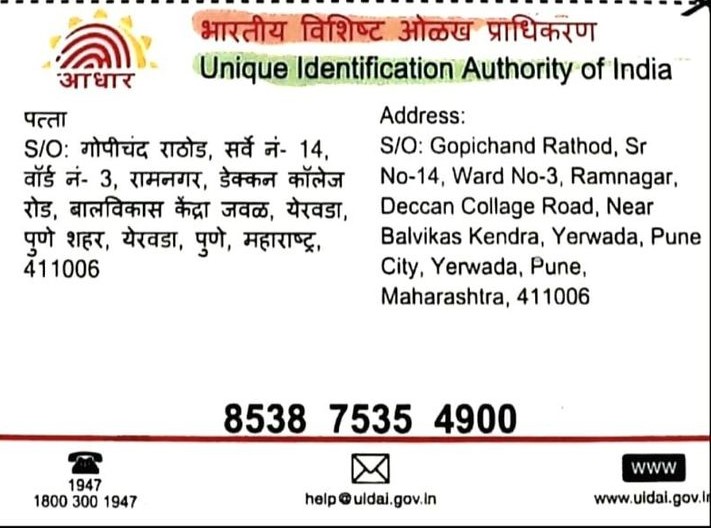 भारतीय विशिष्ट ओळख प्राधिकरण
आधार
Unique Identification Authority of India
पत्ता
S/O: गोपीचंद राठोड, सर्वे नं- 14,
वॉर्ड नं- 3, रामनगर, डेक्कन कॉलेज
रोड, बालविकास केंद्रा जवळ, येरवडा,
पुणे शहर, येरवडा, पुणे, महाराष्ट्र,
411006
Address:
S/O: Gopichand Rathod, Sr
No-14, Ward No-3, Ramnagar,
Deccan Collage Road, Near
Balvikas Kendra, Yerwada, Pune
City, Yerwada, Pune,
Maharashtra, 411006
8538 7535 4900
1947
1800 300 1947
help@uidai.gov.in
www
www.uidai.gov.in